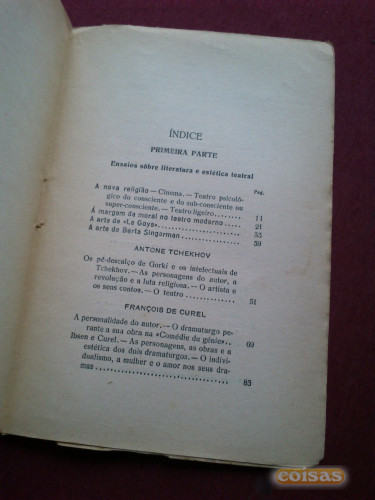 ÍNDICE
PRIMEIRA PARTE
Ensaios sôbre literatura e estética teatral
Pág.
A nova religião — Cinema. — Teatro psicoló-
gico do consciente e do sub-consciente ou
super-consciente. — Teatro ligeiro . . . . . . . . 11
À margem da moral no teatro moderno . . . . . 21
A arte de «La Goya» . . . . . . . . . . . . . . 35
A arte de Berta Singerman . . . . . . . . . . . . 39
ANTONE TCHEKHOV
Os pé-descalço de Gorki e os intelectuais de
Tchekhov. — As personagens do autor, a
revolução e a luta religiosa. — O artista e
os seus contos. — O teatro . . . . . . . . . . . 51
FRANÇOIS DE CUREL
A personalidade do autor. — O dramaturgo pe-
rante a sua obra na «Comédie du génie» . . 69
Ibsen e Curel. — As personagens, as obras e a
estética dos dois dramaturgos. — O indivi-
dualismo, a mulher e o amor nos seus dra-
mas . . . . . . . . . . . . . . . . . . . . 83
coisas